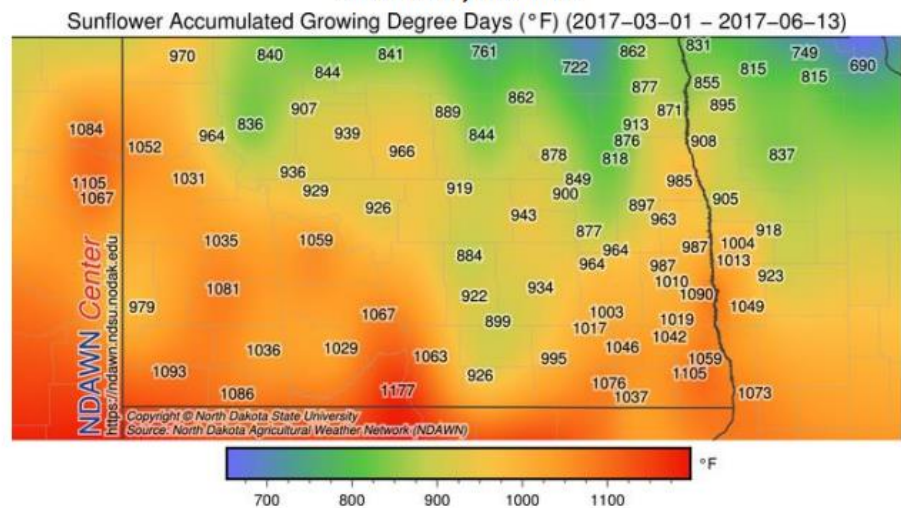 Sunflower Accumulated Growing Degree Days (°F) (2017–03–01 – 2017–06–13)
970 840 841 761 722 862 831 749 690
844 815 815
877 855
862
836 907 889 871 895
1084 964 939 844 913 908
1052 966 876
878 818 837
1105 1031 936 849 985
1067 929 919 900 905
926 943 897 963
877 918
1035 1059 884 964 987 1004
964 987 1013
1081 922 934 1010 923
979 1067 1090 1049
899 1003 1019
1017 1042
1036 1029 1063 995 1046 1059
1093 926 1105
1086 1177 1076 1073
1037
NDAWN Center
https://ndawn.ndsu.nodak.edu
Copyright © North Dakota State University
Source: North Dakota Agricultural Weather Network (NDAWN)
°F
700 800 900 1000 1100